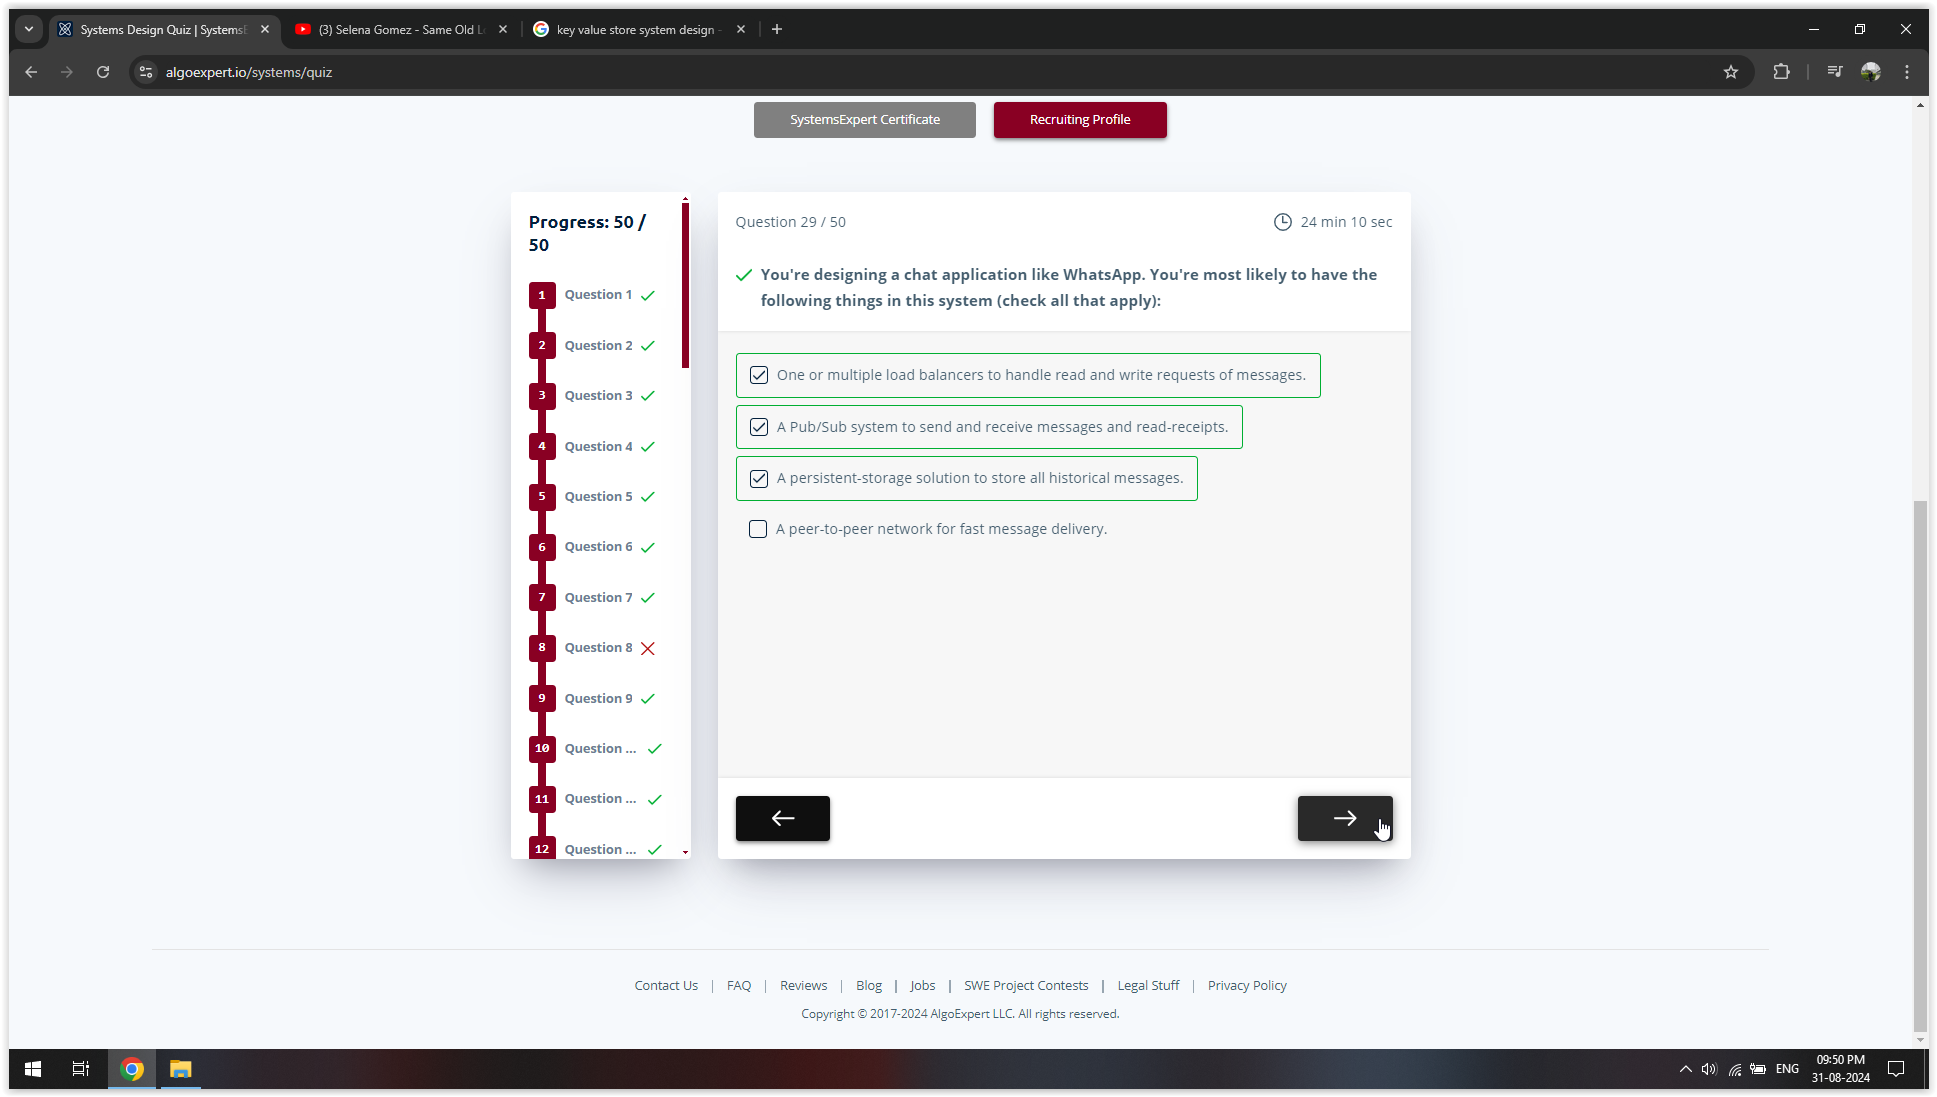 Systems Design Quiz | Systems
(3) Selena Gomez - Same Old L
key value store system design -
algoexpert.io/systems/quiz
SystemsExpert Certificate
Recruiting Profile
Progress: 50 /
50
1 Question 1
2 Question 2
3 Question 3
4 Question 4
5 Question 5
6 Question 6
7 Question 7
8 Question 8
9 Question 9
10 Question ...
11 Question ...
12 Question ...
Question 29 / 50
24 min 10 sec
You're designing a chat application like WhatsApp. You're most likely to have the
following things in this system (check all that apply):
One or multiple load balancers to handle read and write requests of messages.
A Pub/Sub system to send and receive messages and read-receipts.
A persistent-storage solution to store all historical messages.
A peer-to-peer network for fast message delivery.
Contact Us | FAQ | Reviews | Blog | Jobs | SWE Project Contests | Legal Stuff | Privacy Policy
Copyright © 2017-2024 AlgoExpert LLC. All rights reserved.
ENG
09:50 PM
31-08-2024